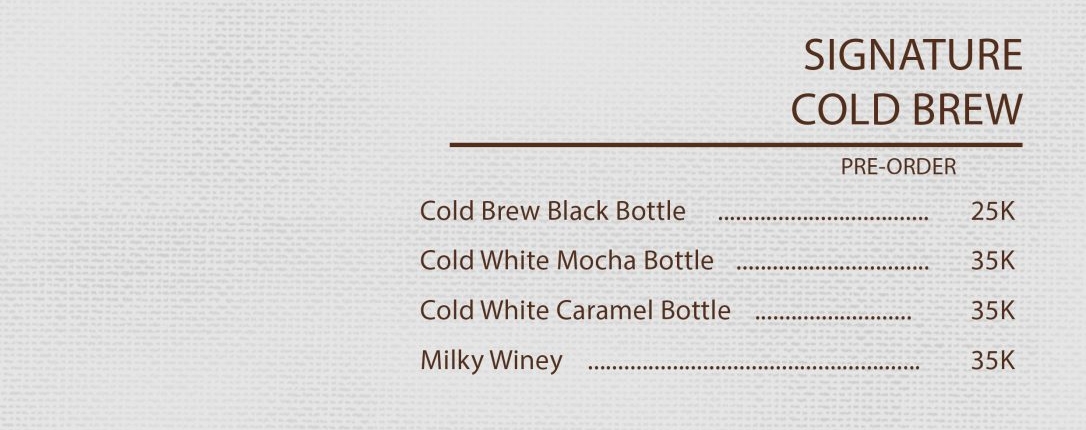 SIGNATURE
COLD BREW
PRE-ORDER
Cold Brew Black Bottle ................................... 25K
Cold White Mocha Bottle ................................ 35K
Cold White Caramel Bottle .......................... 35K
Milky Winey ....................................................... 35K